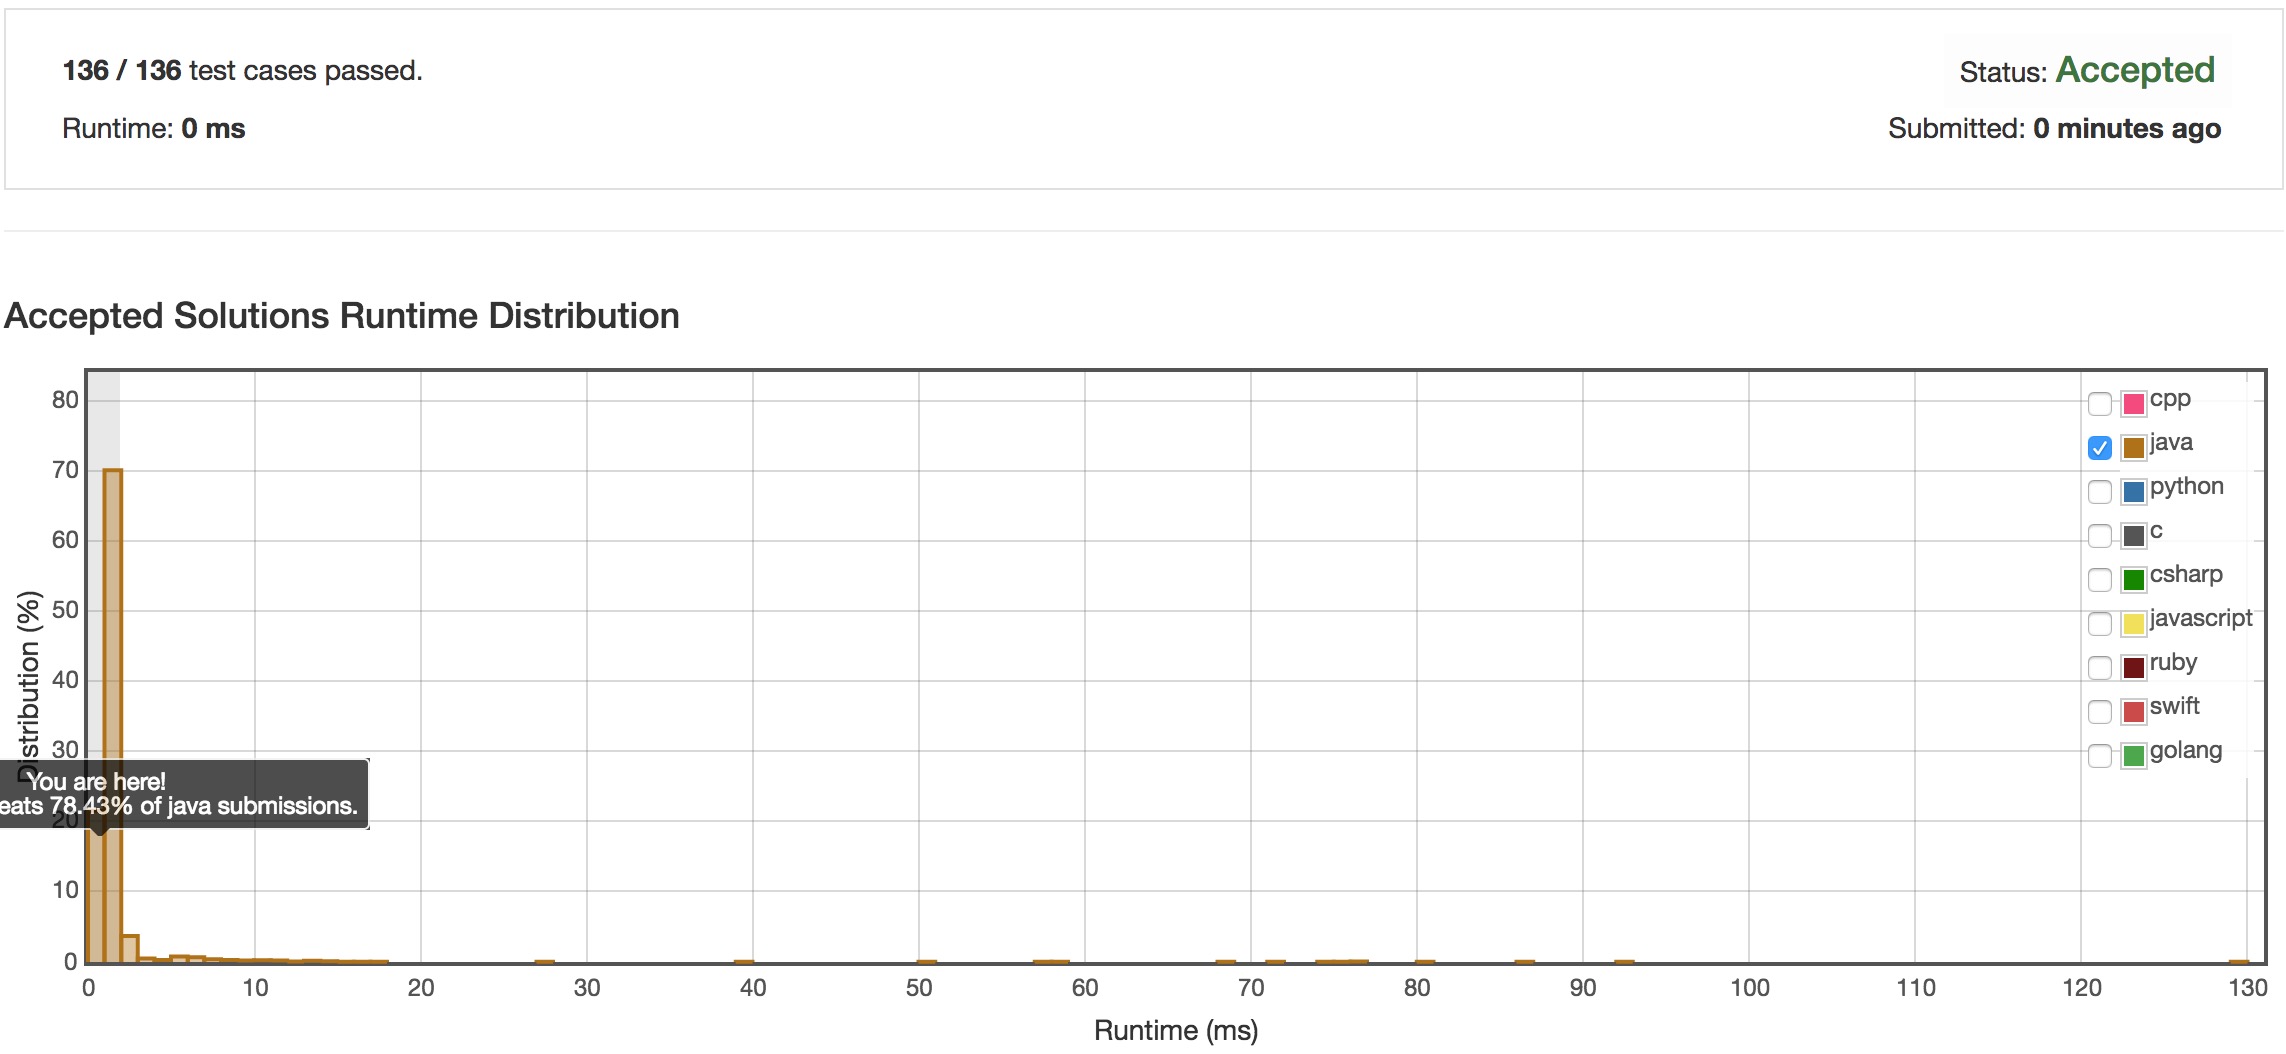 136 / 136 test cases passed.
Status: Accepted
Runtime: 0 ms
Submitted: 0 minutes ago
Accepted Solutions Runtime Distribution
80
70
60
50
40
30
20
10
0
Distribution (%)
You are here!
eats 78.43% of java submissions.
cpp
java
python
c
csharp
javascript
ruby
swift
golang
0 10 20 30 40 50 60 70 80 90 100 110 120 130
Runtime (ms)